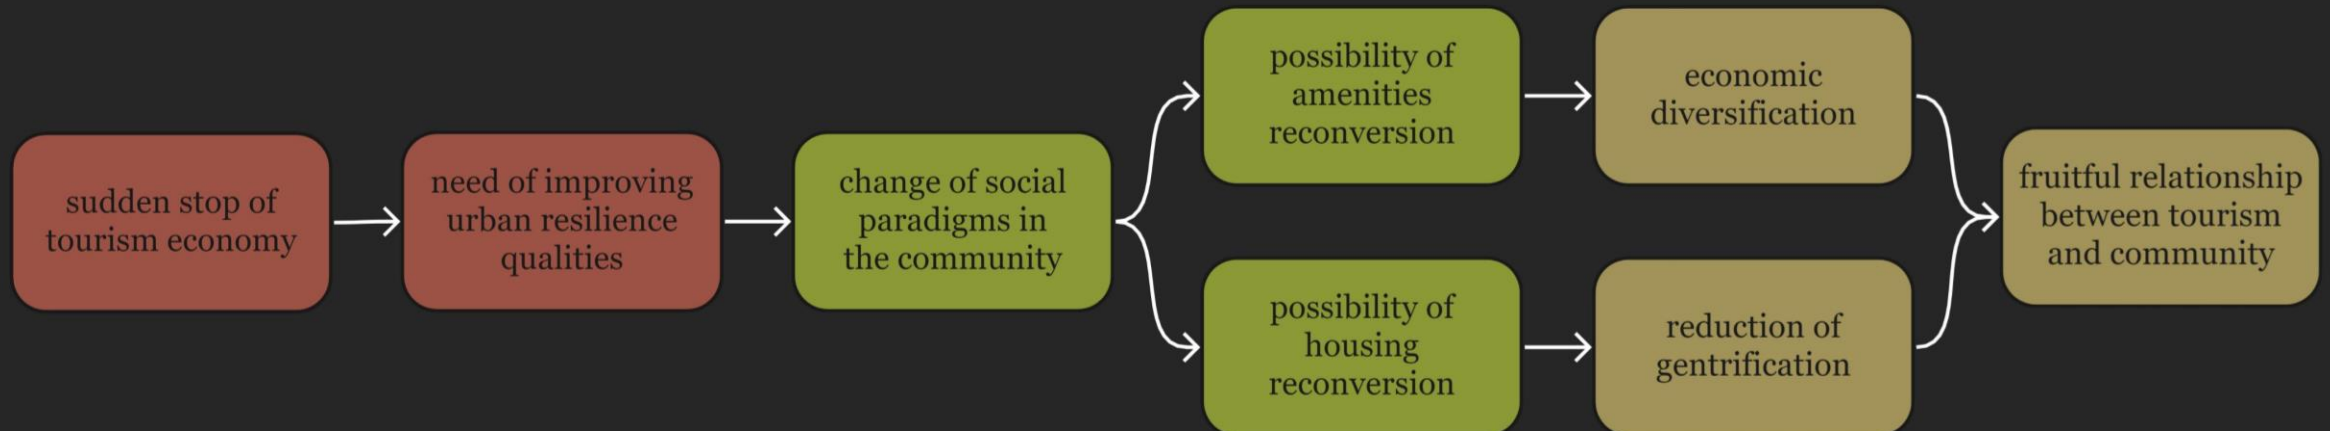 sudden stop of
tourism economy
need of improving
urban resilience
qualities
change of social
paradigms in
the community
possibility of
amenities
reconversion
economic
diversification
possibility of
housing
reconversion
reduction of
gentrification
fruitful relationship
between tourism
and community